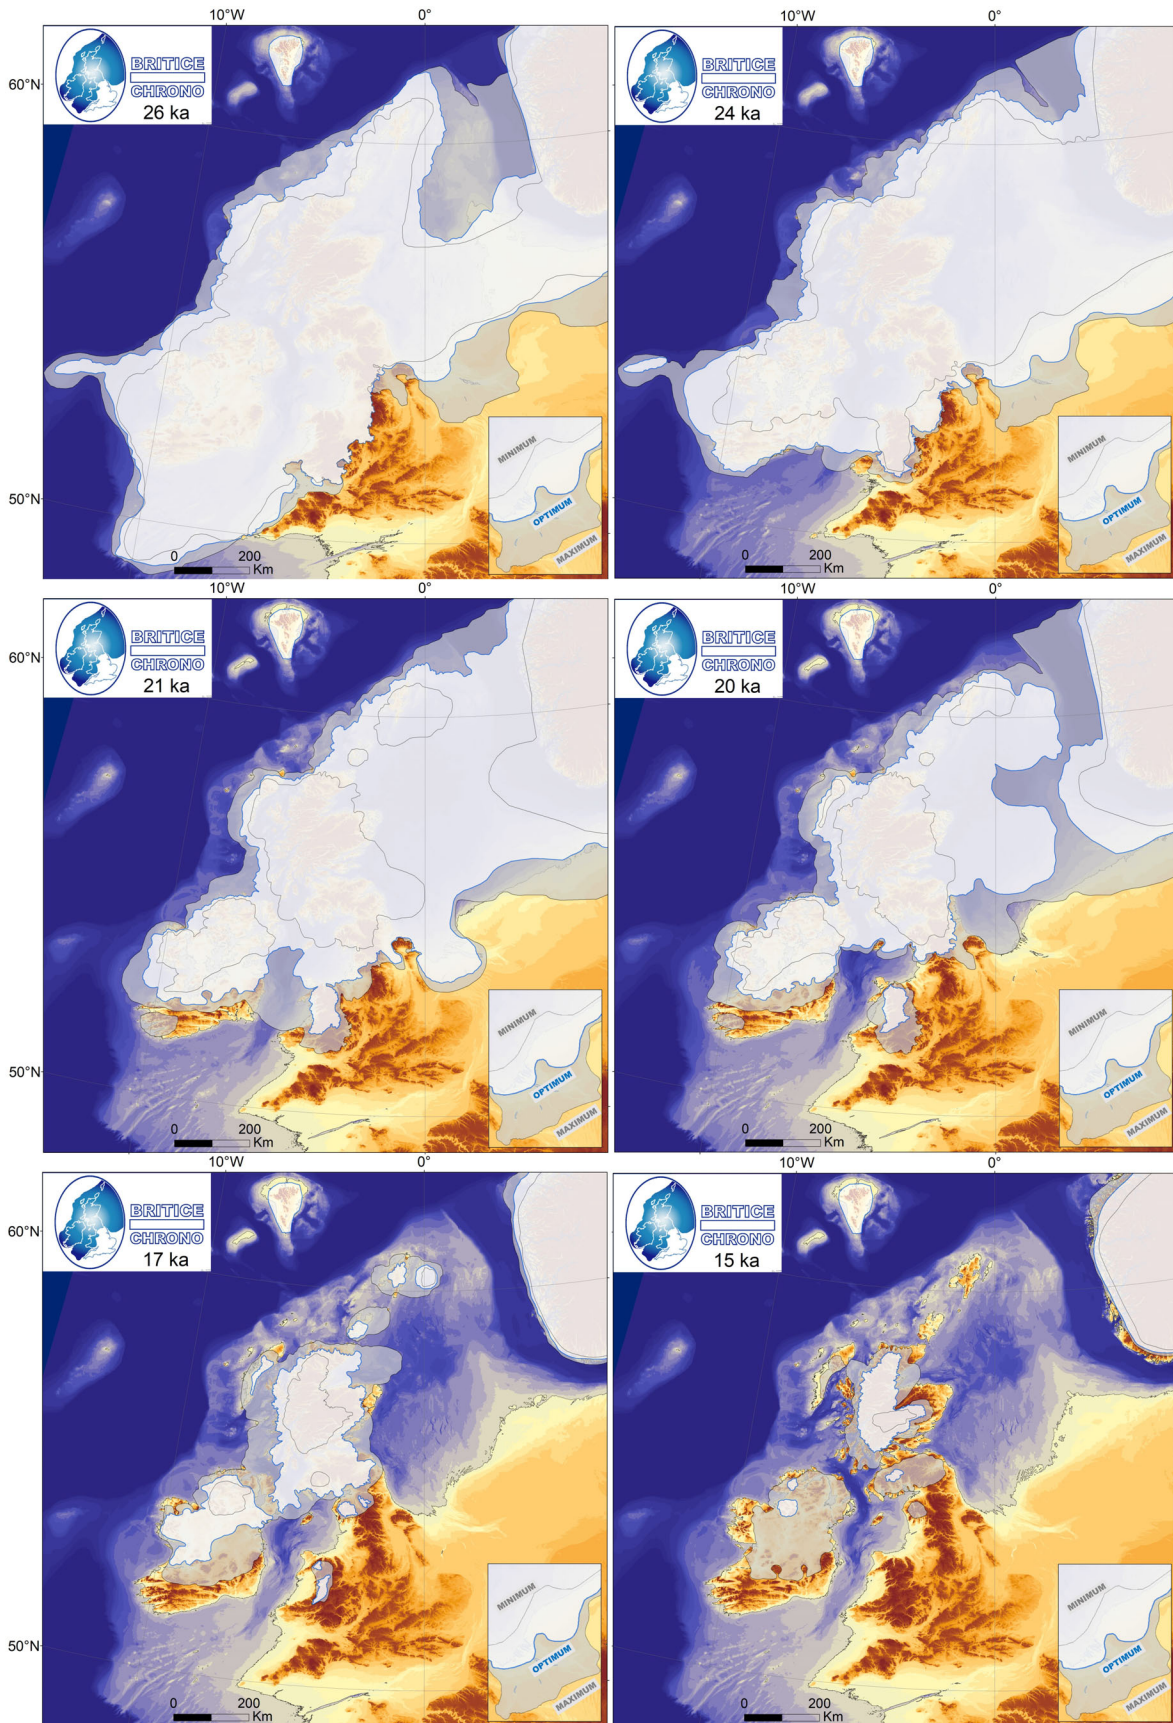 10°W 0° 10°W 0°
60°N
BRITICE
CHRONO
26 ka
BRITICE
CHRONO
24 ka
MINIMUM
OPTIMUM
MAXIMUM
MINIMUM
OPTIMUM
MAXIMUM
50°N
0 200
Km
0 200
Km
10°W 0° 10°W 0°
60°N
BRITICE
CHRONO
21 ka
BRITICE
CHRONO
20 ka
MINIMUM
OPTIMUM
MAXIMUM
MINIMUM
OPTIMUM
MAXIMUM
50°N
0 200
Km
0 200
Km
10°W 0° 10°W 0°
60°N
BRITICE
CHRONO
17 ka
BRITICE
CHRONO
15 ka
MINIMUM
OPTIMUM
MAXIMUM
MINIMUM
OPTIMUM
MAXIMUM
50°N
0 200
Km
0 200
Km